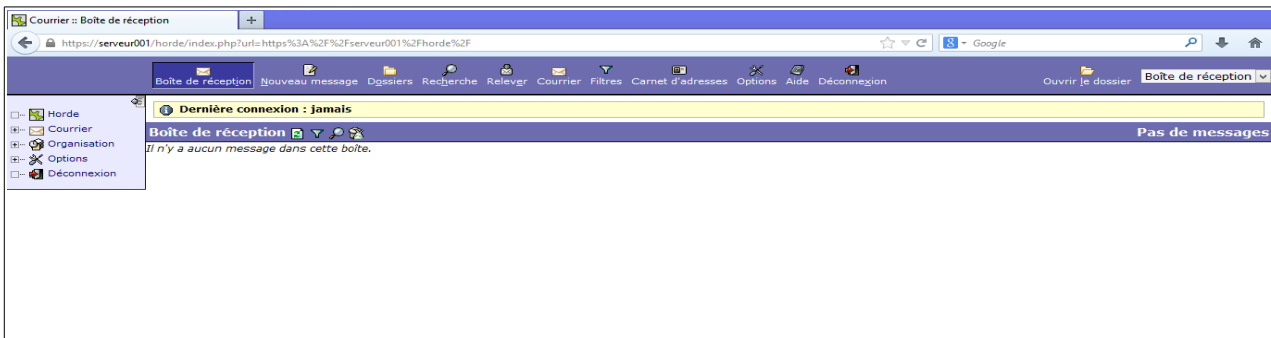 Courrier :: Boîte de réception
https://serveur001/horde/index.php?url=https%3A%2F%2Fserveur001%2Fhorde%2F
8 Google
Boîte de réception Nouveau message Dossiers Recherche Relever Courrier Filtres Carnet d'adresses Options Aide Déconnexion Ouvrir le dossier Boîte de réception
Horde
Courrier
Organisation
Options
Déconnexion
Dernière connexion : jamais
Boîte de réception Pas de messages
Il n'y a aucun message dans cette boîte.